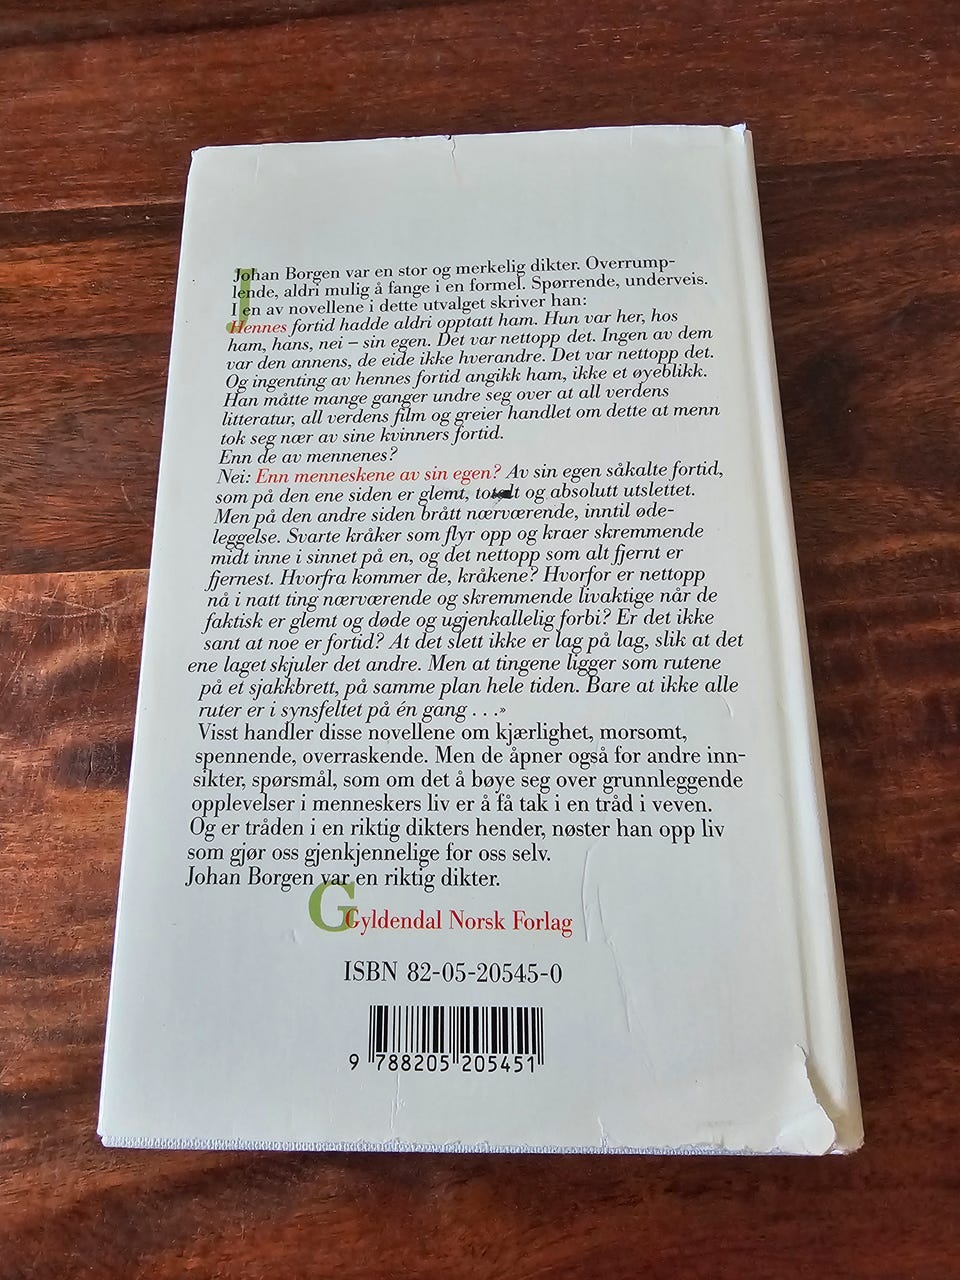 Johan Borgen var en stor og merkelig dikter. Overrump-
lende, aldri mulig å fange i en formel. Spørrende, underveis.
I en av novellene i dette utvalget skriver han:
Hennes fortid hadde aldri opptatt ham. Hun var her, hos
ham, hans, nei – sin egen. Det var nettopp det. Ingen av dem
var den annens, de eide ikke hverandre. Det var nettopp det.
Og ingenting av hennes fortid angikk ham, ikke et øyeblikk.
Han måtte mange ganger undre seg over at all verdens
litteratur, all verdens film og greier handlet om dette at menn
tok seg nær av sine kvinners fortid.
Enn de av mennenes?
Nei: Enn menneskene av sin egen? Av sin egen såkalte fortid,
som på den ene siden er glemt, totalt og absolutt utslettet.
Men på den andre siden brått nærværende, inntil øde-
leggelse. Svarte kråker som flyr opp og kraer skremmende
midt inne i sinnet på en, og det nettopp som alt fjernt er
fjernest. Hvorfra kommer de, kråkene? Hvorfor er nettopp
nå i natt ting nærværende og skremmende livaktige når de
faktisk er glemt og døde og ugjenkallelig forbi? Er det ikke
sant at noe er fortid? At det slett ikke er lag på lag, slik at det
ene laget skjuler det andre. Men at tingene ligger som rutene
på et sjakkbrett, på samme plan hele tiden. Bare at ikke alle
ruter er i synsfeltet på én gang . . .»
Visst handler disse novellene om kjærlighet, morsomt,
spennende, overraskende. Men de åpner også for andre inn-
sikter, spørsmål, som om det å bøye seg over grunnleggende
opplevelser i menneskers liv er å få tak i en tråd i veven.
Og er tråden i en riktig dikters hender, nøster han opp liv
som gjør oss gjenkjennelige for oss selv.
Johan Borgen var en riktig dikter.
Gyldendal Norsk Forlag
ISBN 82-05-20545-0
9 788205 205451